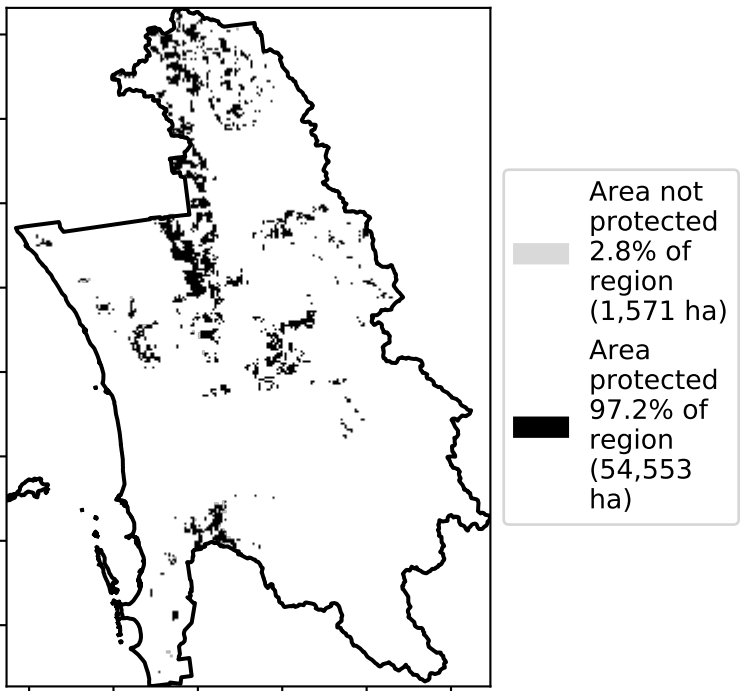 Area not
protected
2.8% of
region
(1,571 ha)
Area
protected
97.2% of
region
(54,553
ha)